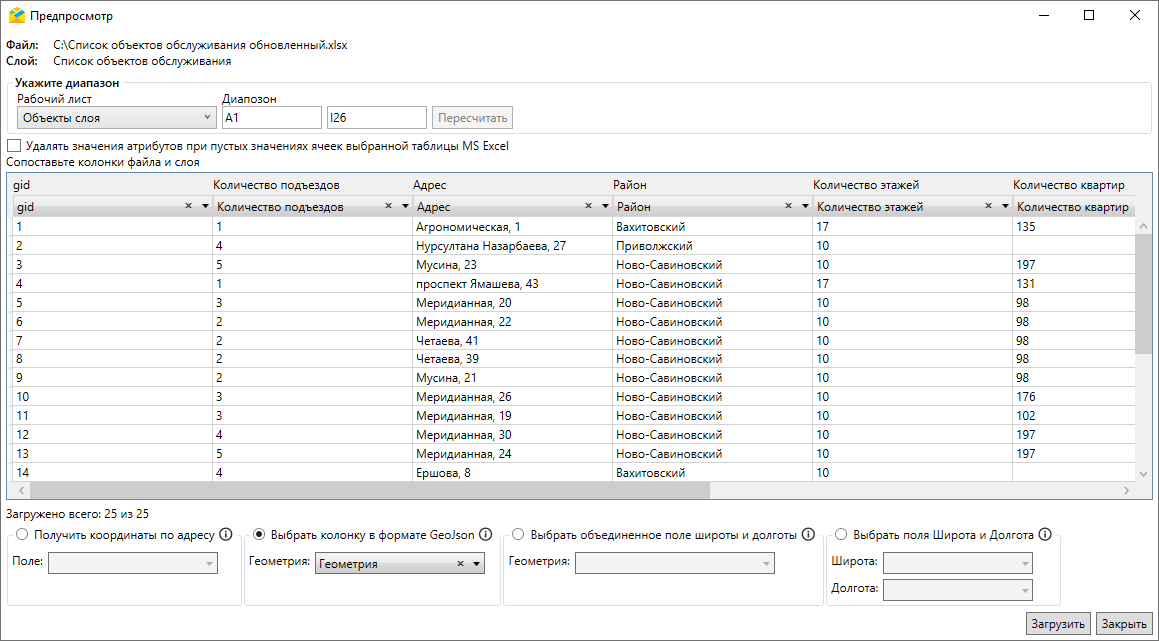 Предпросмотр
Файл: C:\Список объектов обслуживания обновленный.xlsx
Слой: Список объектов обслуживания
Укажите диапазон
Рабочий лист Диапозон
Объекты слоя A1 I26 Пересчитать
Удалять значения атрибутов при пустых значениях ячеек выбранной таблицы MS Excel
Сопоставьте колонки файла и слоя
gid Количество подъездов Адрес Район Количество этажей Количество квартир
gid Количество подъездов Адрес Район Количество этажей Количество квартир
1 1 Агрономическая, 1 Вахитовский 17 135
2 4 Нурсултана Назарбаева, 27 Приволжский 10
3 5 Мусина, 23 Ново-Савиновский 10 197
4 1 проспект Ямашева, 43 Ново-Савиновский 17 131
5 3 Меридианная, 20 Ново-Савиновский 10 98
6 2 Меридианная, 22 Ново-Савиновский 10 98
7 2 Четаева, 41 Ново-Савиновский 10 98
8 2 Четаева, 39 Ново-Савиновский 10 98
9 2 Мусина, 21 Ново-Савиновский 10 98
10 3 Меридианная, 26 Ново-Савиновский 10 176
11 3 Меридианная, 19 Ново-Савиновский 10 102
12 4 Меридианная, 30 Ново-Савиновский 10 197
13 5 Меридианная, 24 Ново-Савиновский 10 197
14 4 Ершова, 8 Вахитовский 10
Загружено всего: 25 из 25
Получить координаты по адресу Выбрать колонку в формате GeoJson Выбрать объединенное поле широты и долготы Выбрать поля Широта и Долгота
Поле: Геометрия: Геометрия Геометрия: Широта:
Долгота:
Загрузить Закрыть